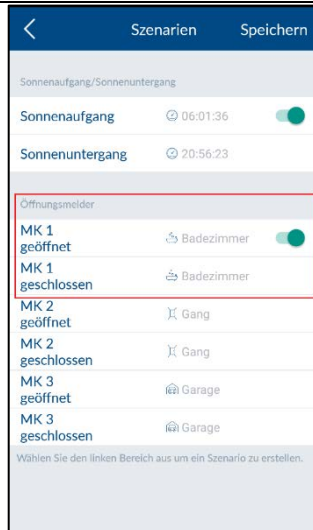 Szenarien Speichern
Sonnenaufgang/Sonnenuntergang
Sonnenaufgang 06:01:36
Sonnenuntergang 20:56:23
Öffnungsmelder
MK 1
geöffnet
Badezimmer
MK 1
geschlossen
Badezimmer
MK 2
geöffnet
Gang
MK 2
geschlossen
Gang
MK 3
geöffnet
Garage
MK 3
geschlossen
Garage
Wählen Sie den linken Bereich aus um ein Szenario zu erstellen.